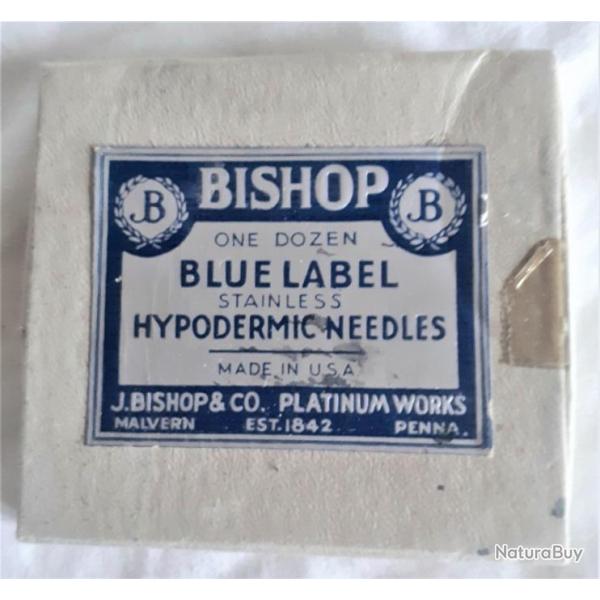 BISHOP
JB JB
ONE DOZEN
BLUE LABEL
STAINLESS
HYPODERMIC NEEDLES
MADE IN U.S.A
J. BISHOP & CO. PLATINUM WORKS
MALVERN EST. 1842 PENNA.
NaturaBuy